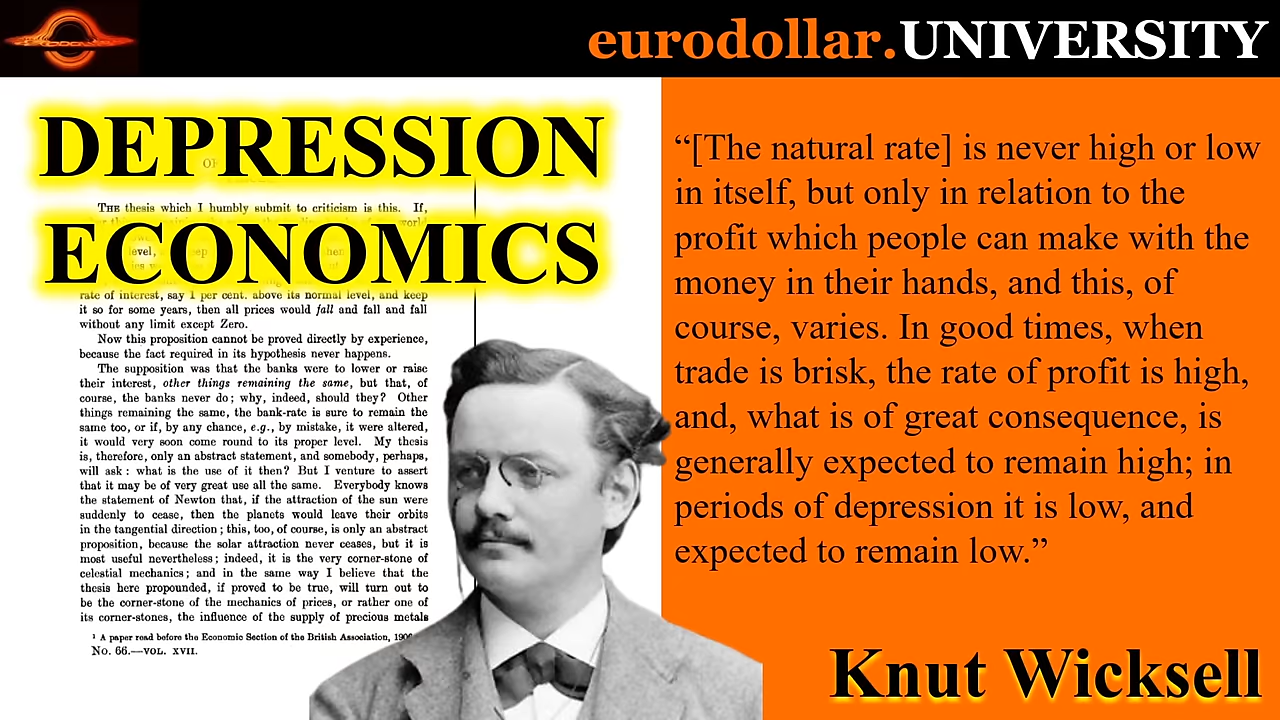 eurodollar.UNIVERSITY
DEPRESSION
ECONOMICS
THE thesis which I humbly submit to criticism is this. If,
world
level,
rate of interest, say 1 per cent. above its normal level, and keep
it so for some years, then all prices would fall and fall and fall
without any limit except Zero.
Now this proposition cannot be proved directly by experience,
because the fact required in its hypothesis never happens.
The supposition was that the banks were to lower or raise
their interest, other things remaining the same, but that, of
course, the banks never do; why, indeed, should they? Other
things remaining the same, the bank-rate is sure to remain the
same too, or if, by any chance, e.g., by mistake, it were altered,
it would very soon come round to its proper level. My thesis
is, therefore, only an abstract statement, and somebody, perhaps,
will ask: what is the use of it then? But I venture to assert
that it may be of very great use all the same. Everybody knows
the statement of Newton that, if the attraction of the sun were
suddenly to cease, then the planets would leave their orbits
in the tangential direction; this, too, of course, is only an abstract
proposition, because the solar attraction never ceases, but it is
most useful nevertheless; indeed, it is the very corner-stone of
celestial mechanics; and in the same way I believe that the
thesis here propounded, if proved to be true, will turn out to
be the corner-stone of the mechanics of prices, or rather one of
its corner-stones, the influence of the supply of precious metals
¹ A paper read before the Economic Section of the British Association,
No. 66.—VOL. XVII.
“[The natural rate] is never high or low
in itself, but only in relation to the
profit which people can make with the
money in their hands, and this, of
course, varies. In good times, when
trade is brisk, the rate of profit is high,
and, what is of great consequence, is
generally expected to remain high; in
periods of depression it is low, and
expected to remain low.”
Knut Wicksell